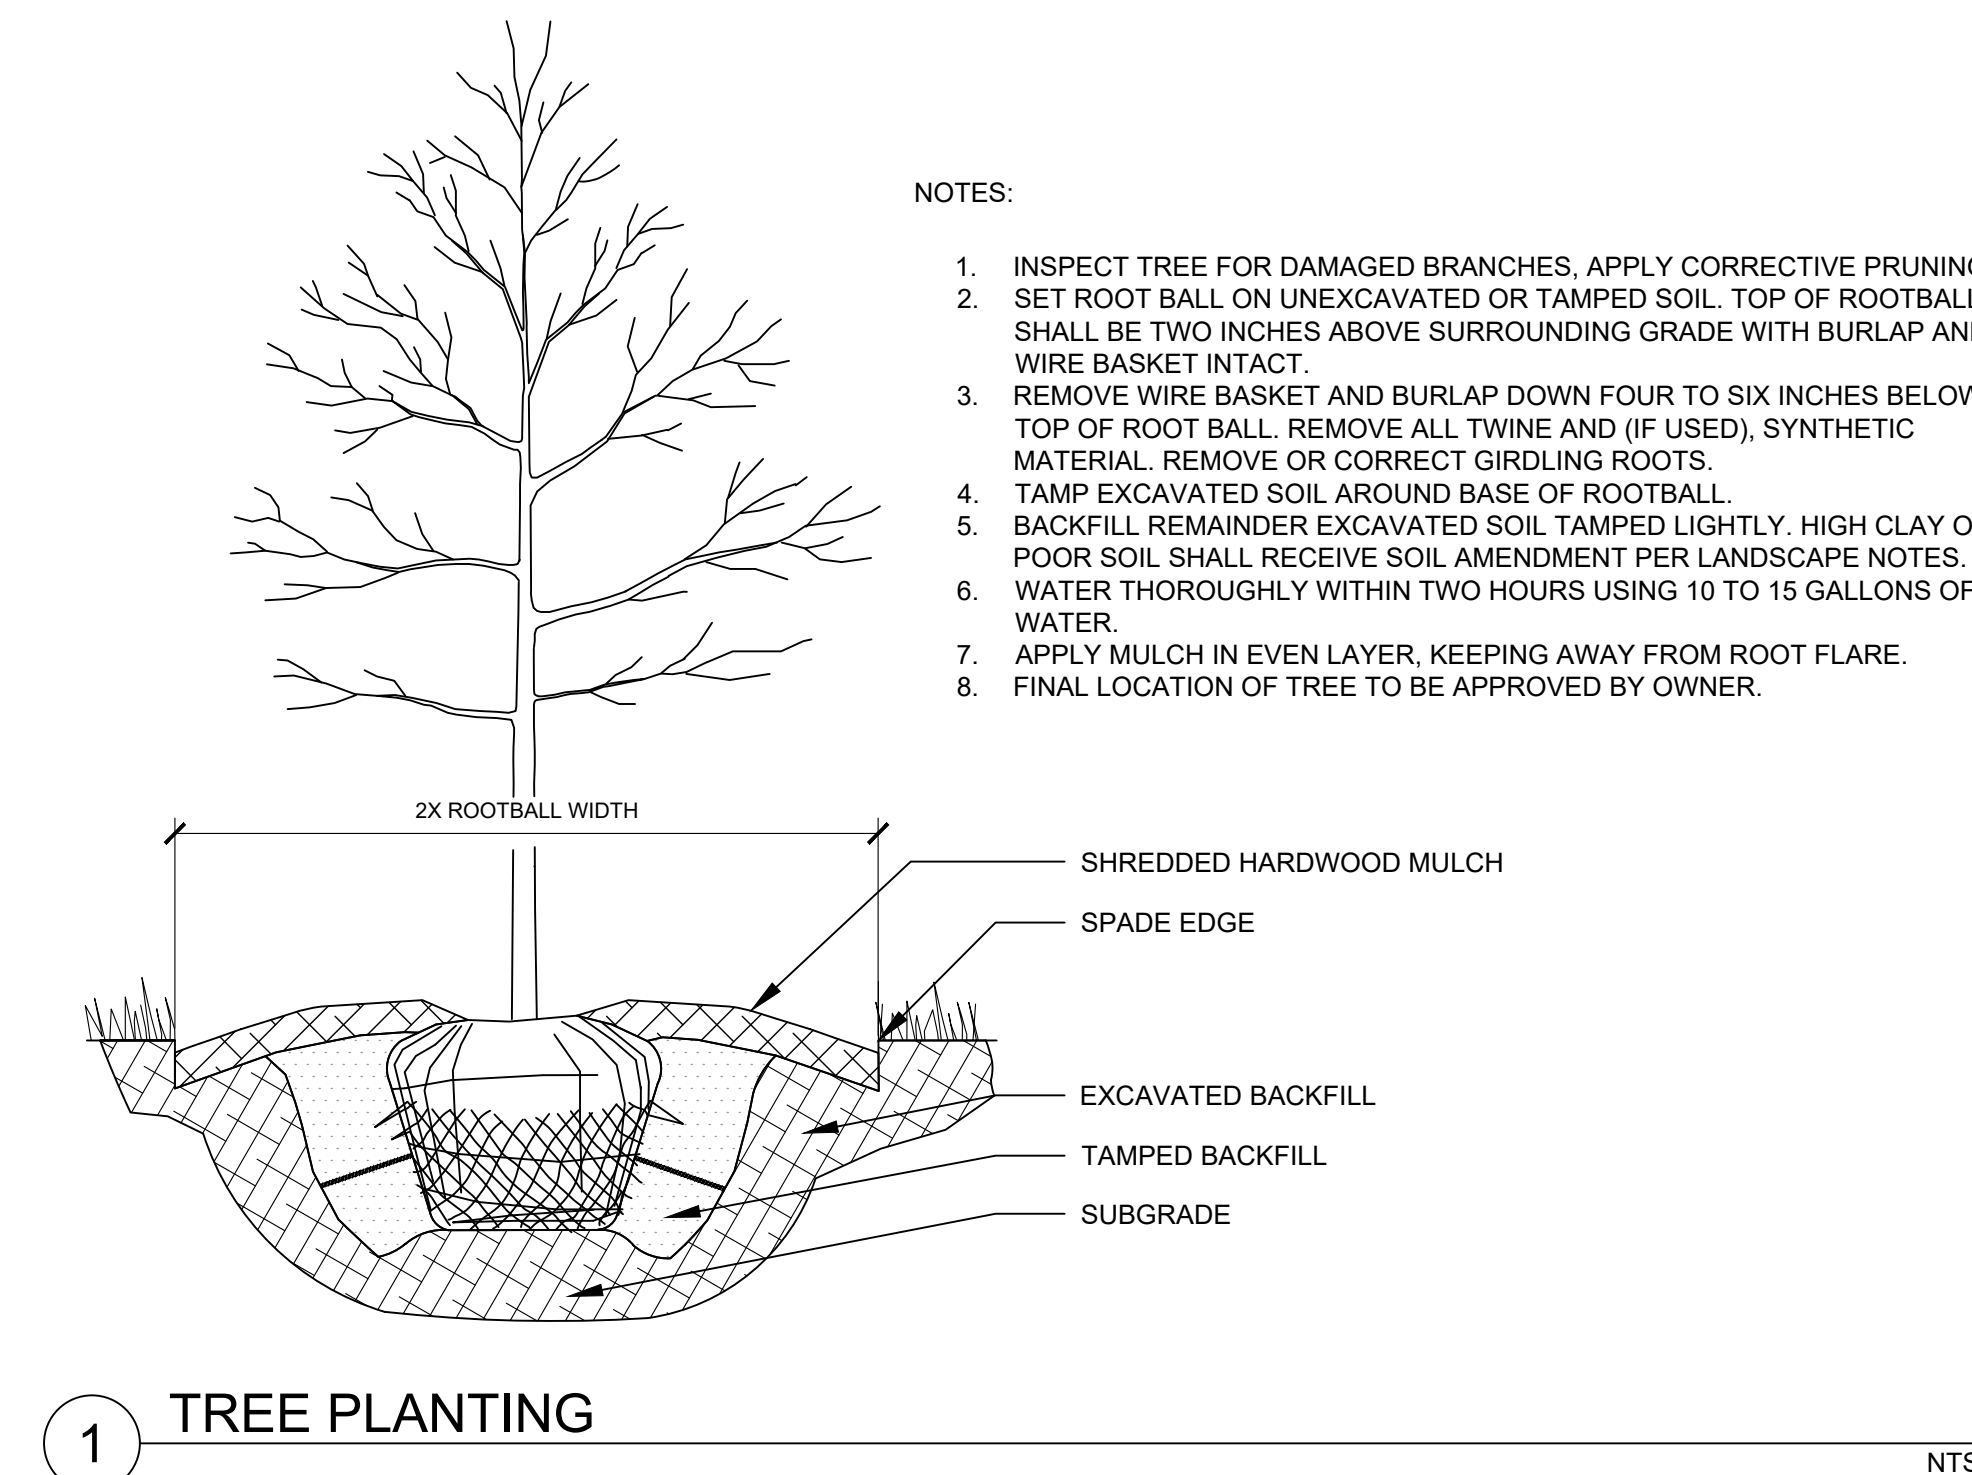 NOTES:
1. INSPECT TREE FOR DAMAGED BRANCHES, APPLY CORRECTIVE PRUNING
2. SET ROOT BALL ON UNEXCAVATED OR TAMPED SOIL. TOP OF ROOTBALL
SHALL BE TWO INCHES ABOVE SURROUNDING GRADE WITH BURLAP AND
WIRE BASKET INTACT.
3. REMOVE WIRE BASKET AND BURLAP DOWN FOUR TO SIX INCHES BELOW
TOP OF ROOT BALL. REMOVE ALL TWINE AND (IF USED), SYNTHETIC
MATERIAL. REMOVE OR CORRECT GIRDLING ROOTS.
4. TAMP EXCAVATED SOIL AROUND BASE OF ROOTBALL.
5. BACKFILL REMAINDER EXCAVATED SOIL TAMPED LIGHTLY. HIGH CLAY O
POOR SOIL SHALL RECEIVE SOIL AMENDMENT PER LANDSCAPE NOTES.
6. WATER THOROUGHLY WITHIN TWO HOURS USING 10 TO 15 GALLONS OF
WATER.
7. APPLY MULCH IN EVEN LAYER, KEEPING AWAY FROM ROOT FLARE.
8. FINAL LOCATION OF TREE TO BE APPROVED BY OWNER.
2X ROOTBALL WIDTH
SHREDDED HARDWOOD MULCH
SPADE EDGE
EXCAVATED BACKFILL
TAMPED BACKFILL
SUBGRADE
1 TREE PLANTING
NTS